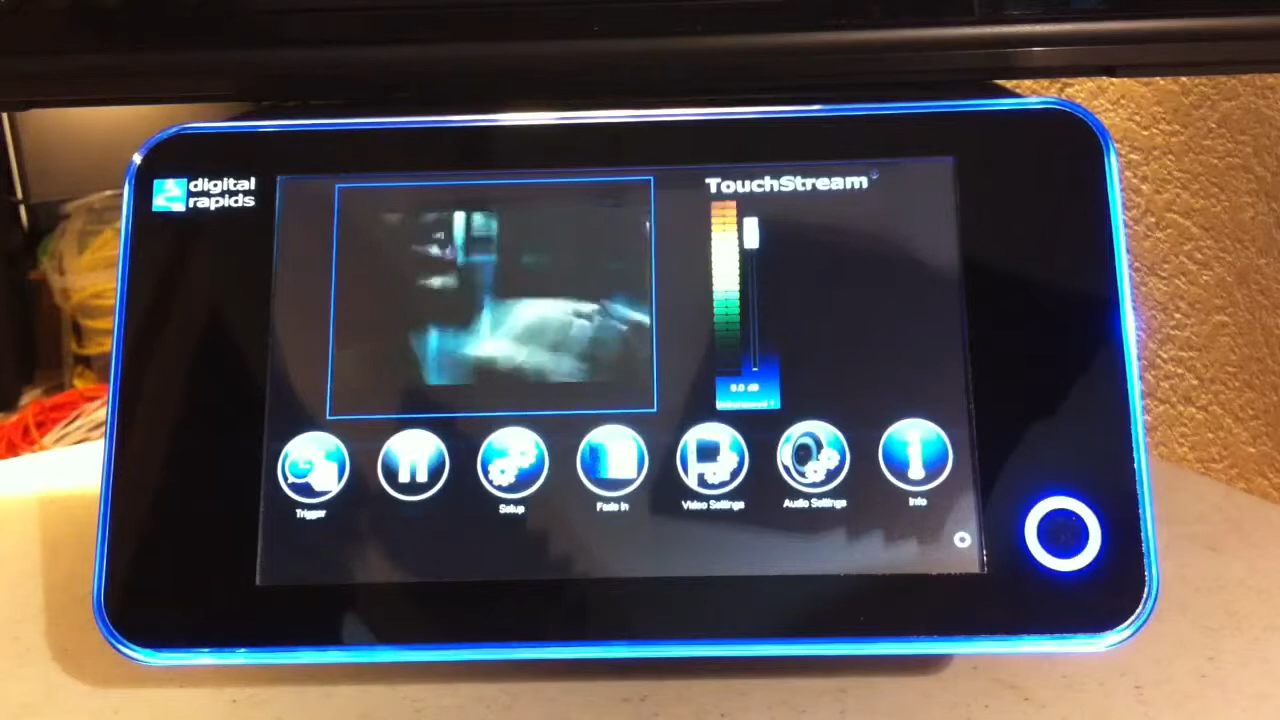 digital
rapids
TouchStream
Trigger
Setup
Fade In
Video Settings
Audio Settings
Info